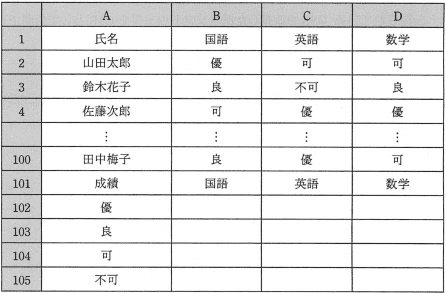 A B C D
1 氏名 国語 英語 数学
2 山田太郎 優 可 可
3 鈴木花子 良 不可 良
4 佐藤次郎 可 優 優
⋮ ⋮ ⋮ ⋮
100 田中梅子 良 優 可
101 成績 国語 英語 数学
102 優
103 良
104 可
105 不可